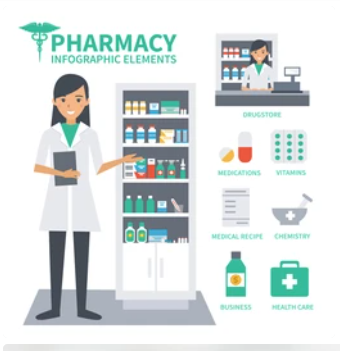 PHARMACY
INFOGRAPHIC ELEMENTS
DRUGSTORE
MEDICATIONS
VITAMINS
MEDICAL RECIPE
CHEMISTRY
BUSINESS
HEALTH CARE